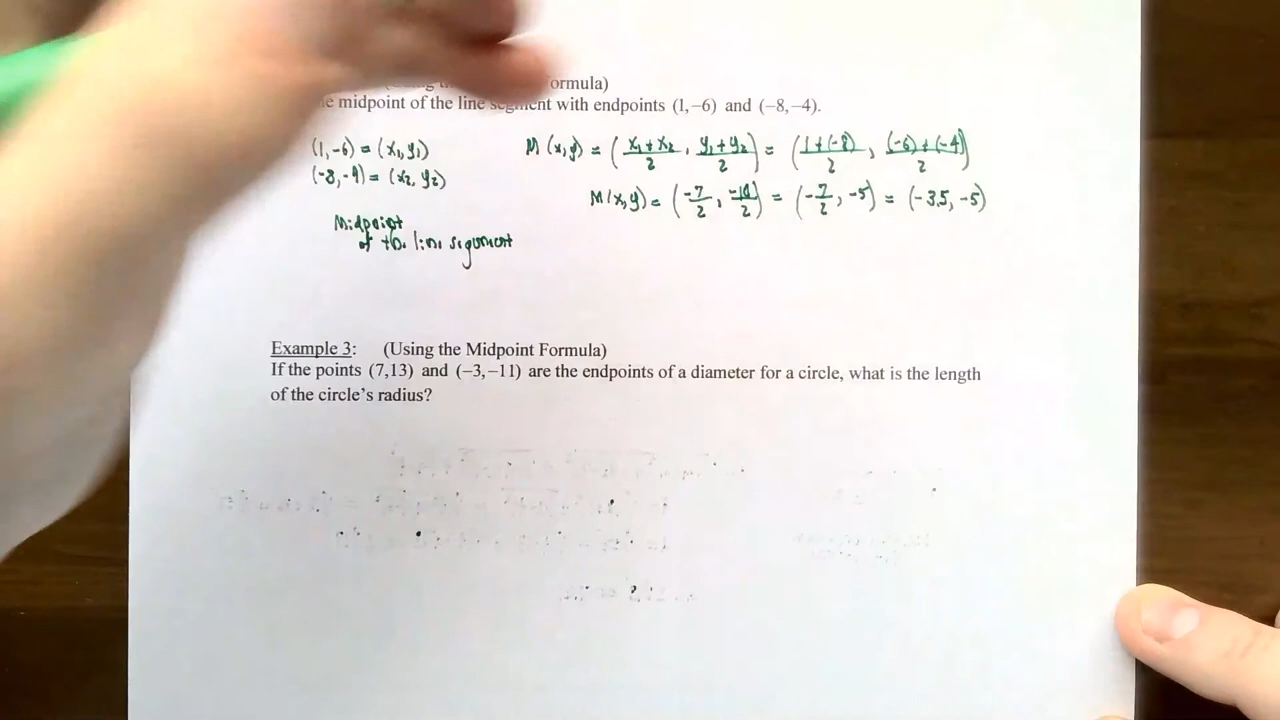 ormula)
midpoint of the line segment with endpoints (1,−6) and (−8,−4).
(1,-6) = (x₁,y₁) M (x,y) = (x₁+x₂/2, y₁+y₂/2) = (1+(-8)/2, (-6)+(-4)/2)
(-8,-4) = (x₂, y₂) M(x,y) = (-7/2, -10/2) = (-7/2, -5) = (-3.5, -5)
Midpoint
of the line segment
Example 3: (Using the Midpoint Formula)
If the points (7,13) and (−3,−11) are the endpoints of a diameter for a circle, what is the length
of the circle's radius?